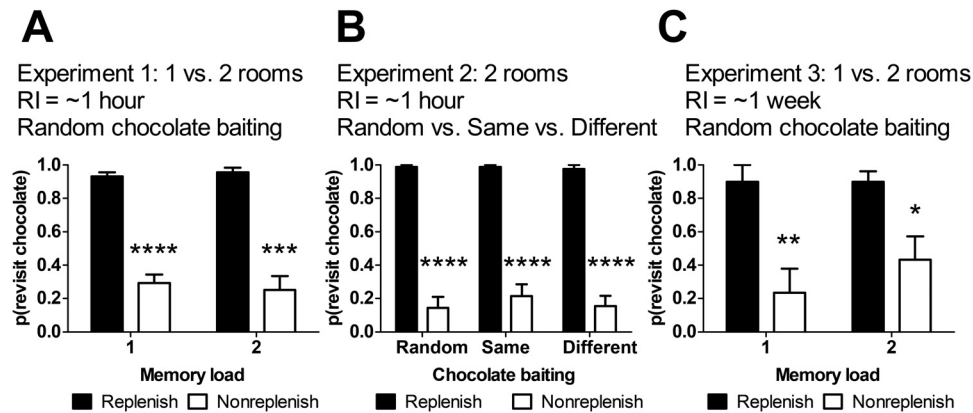 A
Experiment 1: 1 vs. 2 rooms
RI = ~1 hour
Random chocolate baiting
p(revisit chocolate)
1.0
0.8
0.6
0.4
0.2
0.0
****
***
1
2
Memory load
Replenish
Nonreplenish
B
Experiment 2: 2 rooms
RI = ~1 hour
Random vs. Same vs. Different
p(revisit chocolate)
1.0
0.8
0.6
0.4
0.2
0.0
****
****
****
Random
Same
Different
Chocolate baiting
Replenish
Nonreplenish
C
Experiment 3: 1 vs. 2 rooms
RI = ~1 week
Random chocolate baiting
p(revisit chocolate)
1.0
0.8
0.6
0.4
0.2
0.0
**
*
1
2
Memory load
Replenish
Nonreplenish